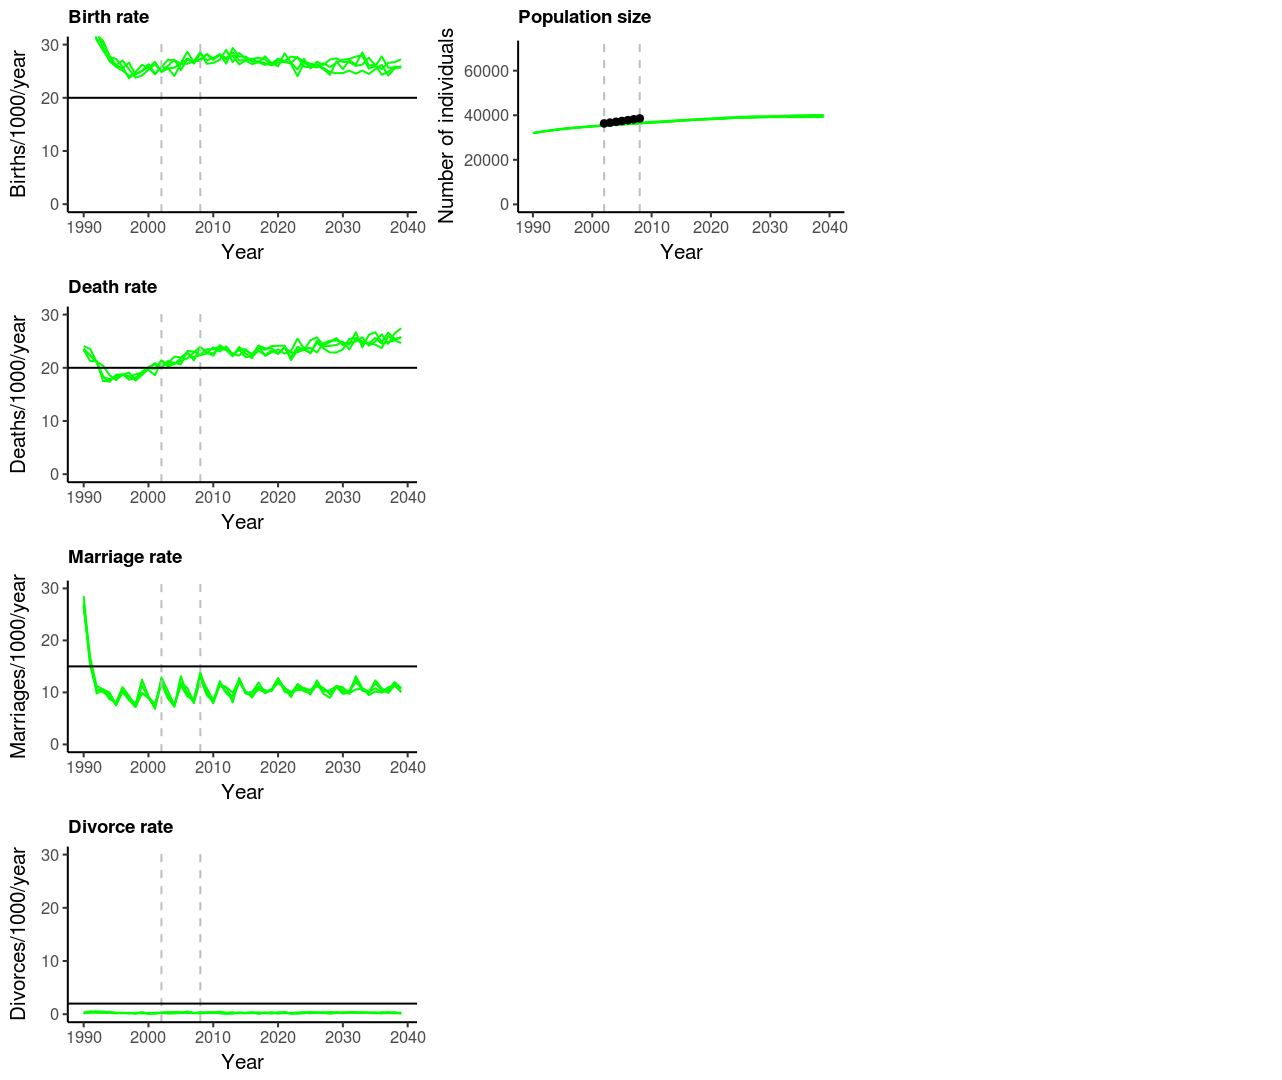 Birth rate
Births/1000/year
30
20
10
0
1990 2000 2010 2020 2030 2040
Year
Population size
Number of individuals
60000
40000
20000
0
1990 2000 2010 2020 2030 2040
Year
Death rate
Deaths/1000/year
30
20
10
0
1990 2000 2010 2020 2030 2040
Year
Marriage rate
Marriages/1000/year
30
20
10
0
1990 2000 2010 2020 2030 2040
Year
Divorce rate
Divorces/1000/year
30
20
10
0
1990 2000 2010 2020 2030 2040
Year